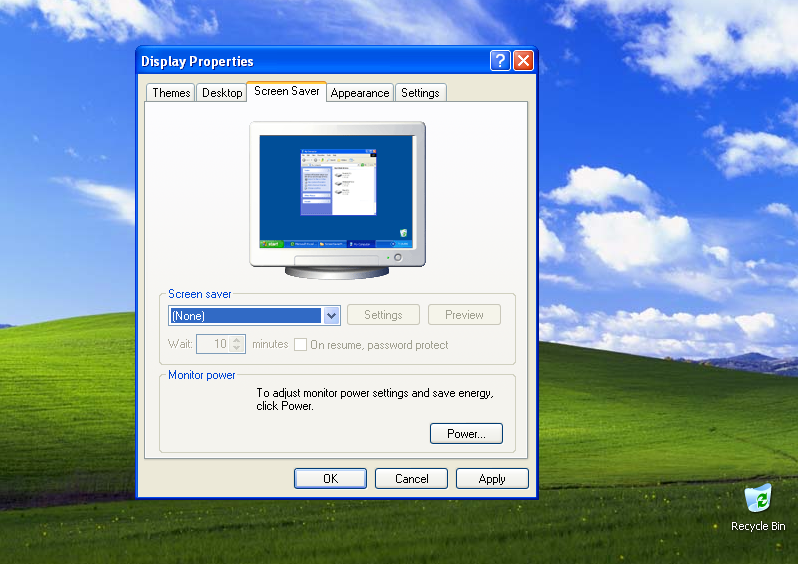 Display Properties
Themes Desktop Screen Saver Appearance Settings
start
Screen saver
(None) Settings Preview
Wait: 10 minutes On resume, password protect
Monitor power
To adjust monitor power settings and save energy,
click Power.
Power...
OK Cancel Apply
Recycle Bin